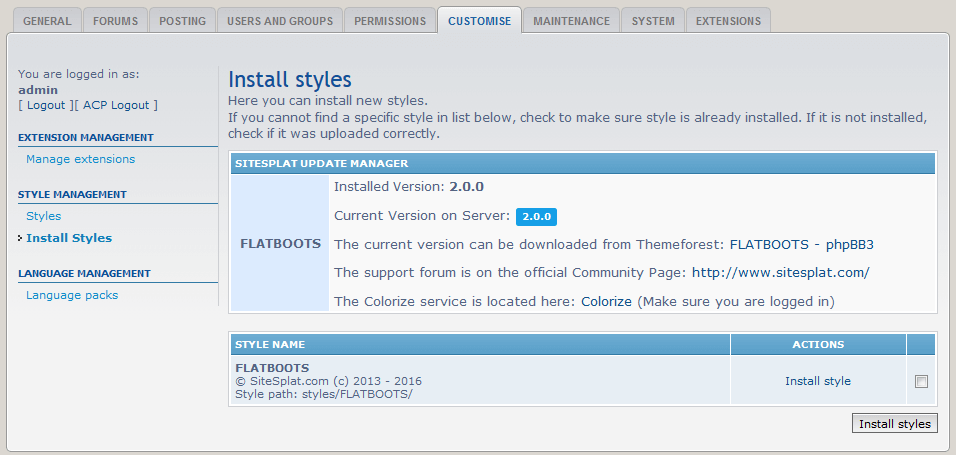 GENERAL FORUMS POSTING USERS AND GROUPS PERMISSIONS CUSTOMISE MAINTENANCE SYSTEM EXTENSIONS
You are logged in as:
admin
[ Logout ][ ACP Logout ]
EXTENSION MANAGEMENT
Manage extensions
STYLE MANAGEMENT
Styles
Install Styles
LANGUAGE MANAGEMENT
Language packs
Install styles
Here you can install new styles.
If you cannot find a specific style in list below, check to make sure style is already installed. If it is not installed,
check if it was uploaded correctly.
SITESPLAT UPDATE MANAGER
FLATBOOTS
Installed Version: 2.0.0
Current Version on Server: 2.0.0
The current version can be downloaded from Themeforest: FLATBOOTS - phpBB3
The support forum is on the official Community Page: http://www.sitesplat.com/
The Colorize service is located here: Colorize (Make sure you are logged in)
STYLE NAME ACTIONS
FLATBOOTS
© SiteSplat.com (c) 2013 - 2016
Style path: styles/FLATBOOTS/
Install style
Install styles